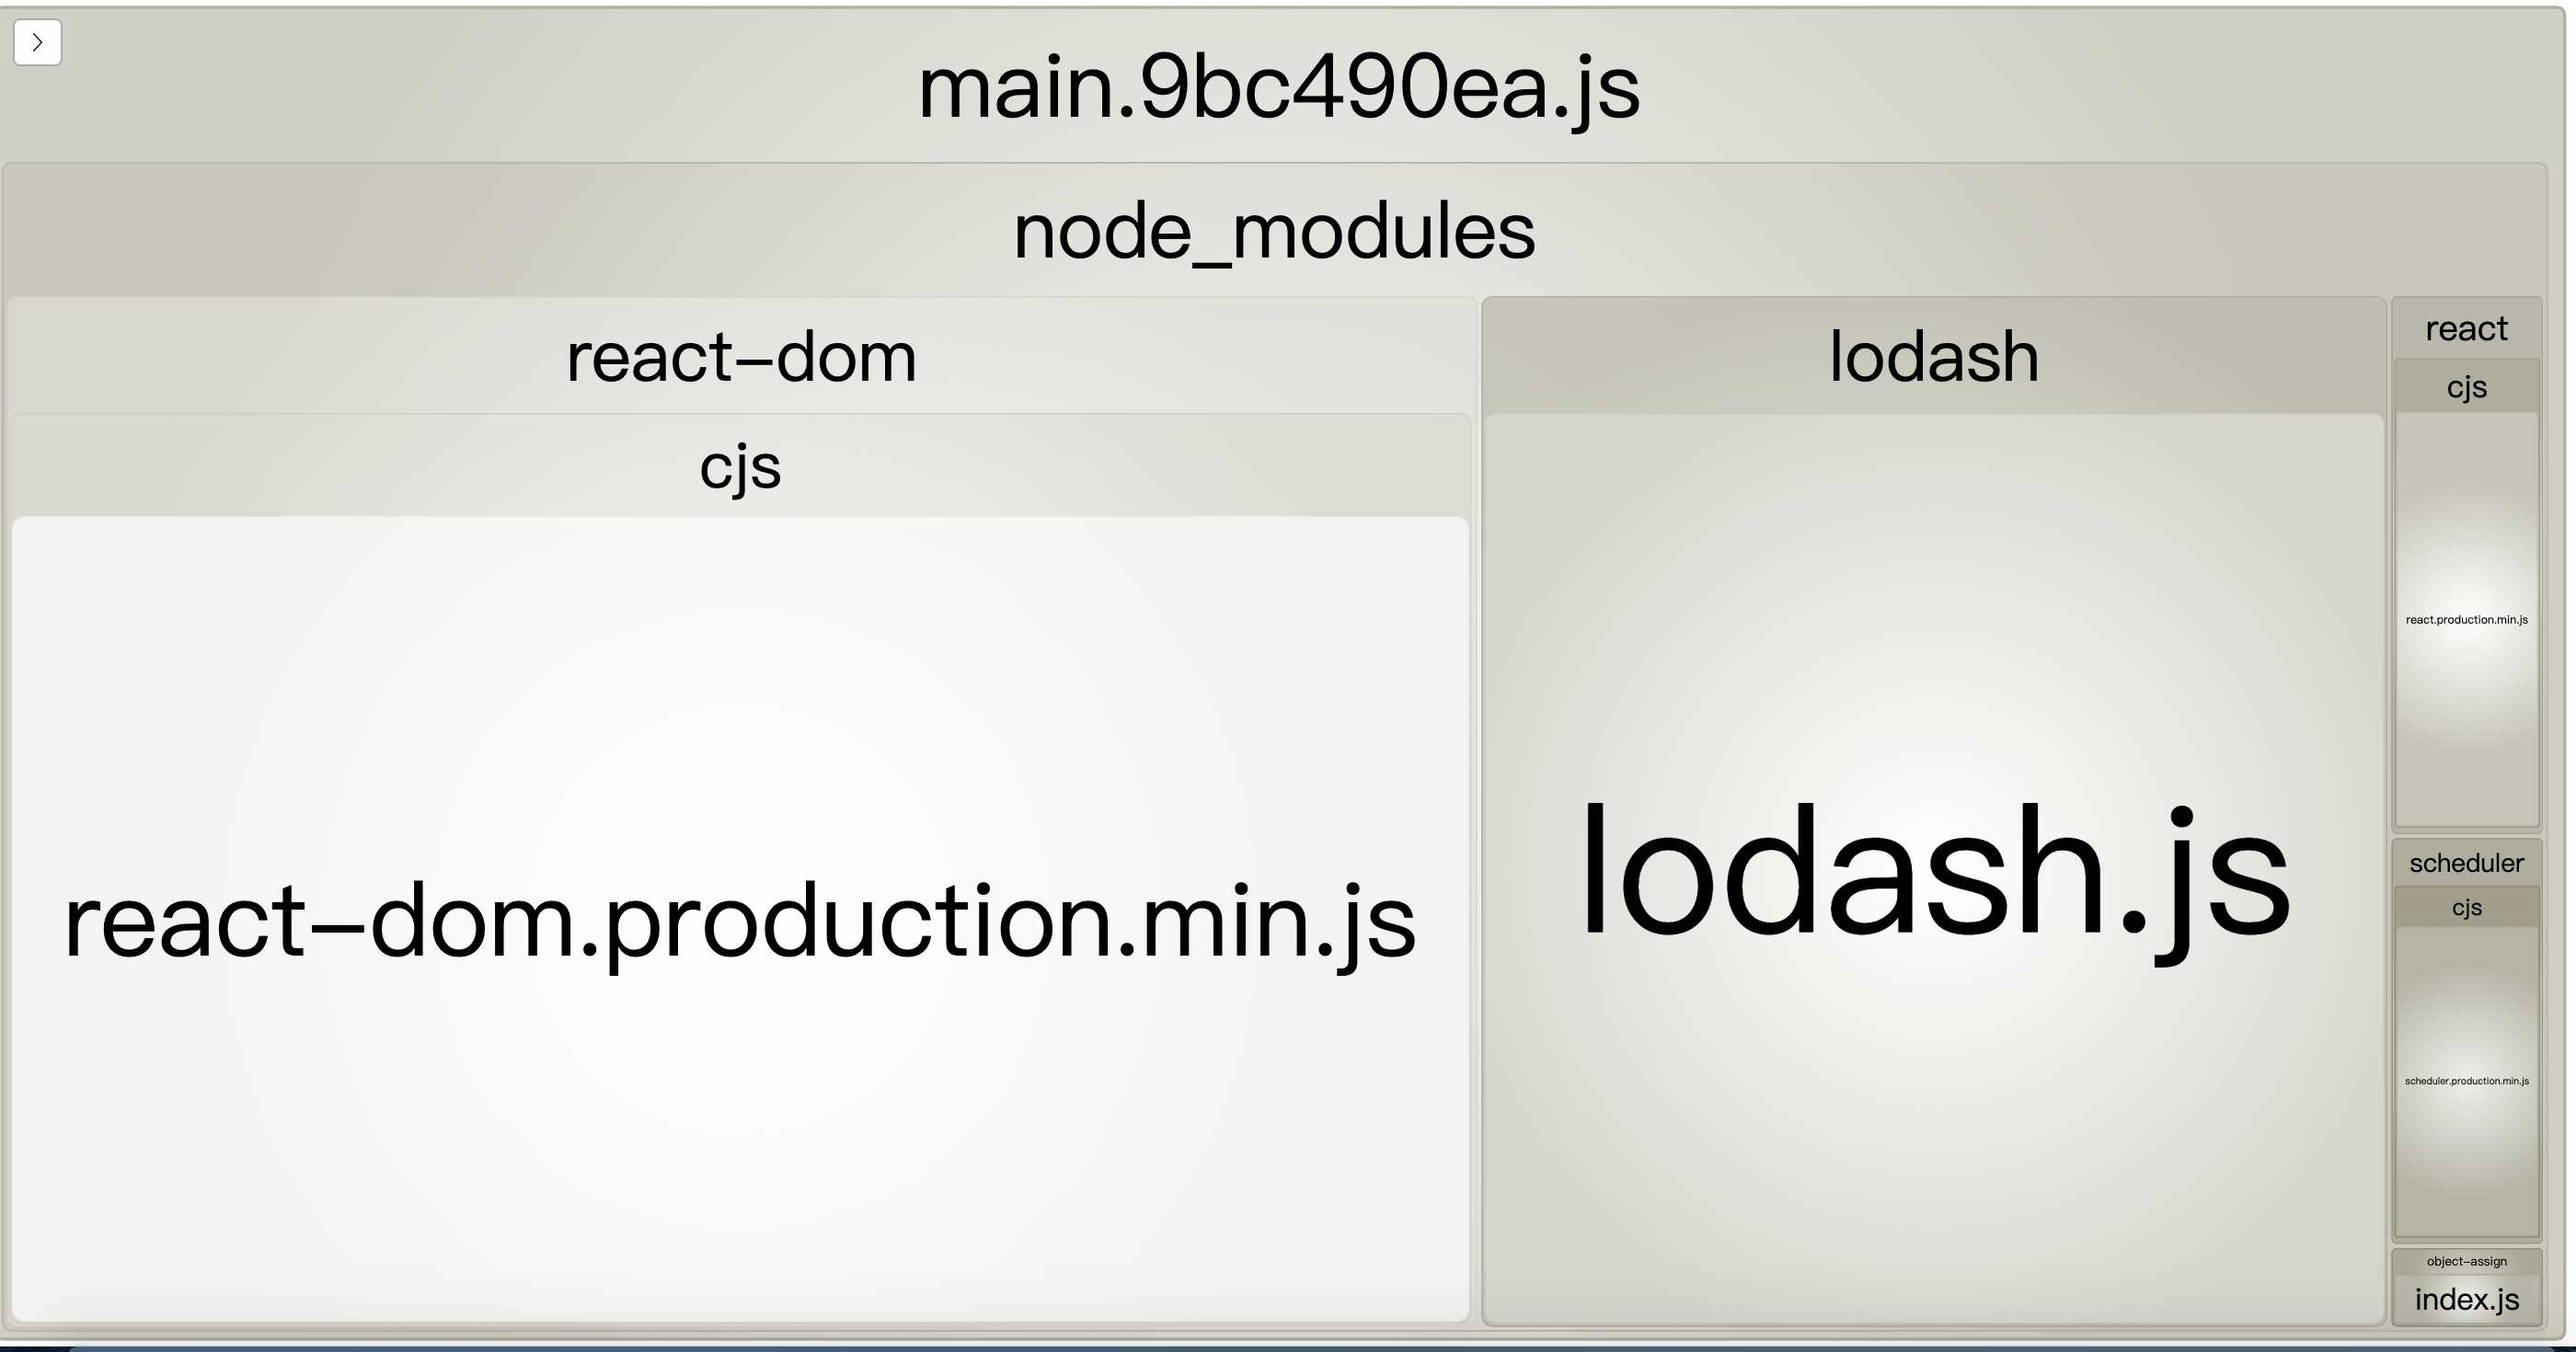 main.9bc490ea.js
node_modules
react-dom
cjs
react-dom.production.min.js
lodash
lodash.js
react
cjs
react.production.min.js
scheduler
cjs
scheduler.production.min.js
object-assign
index.js